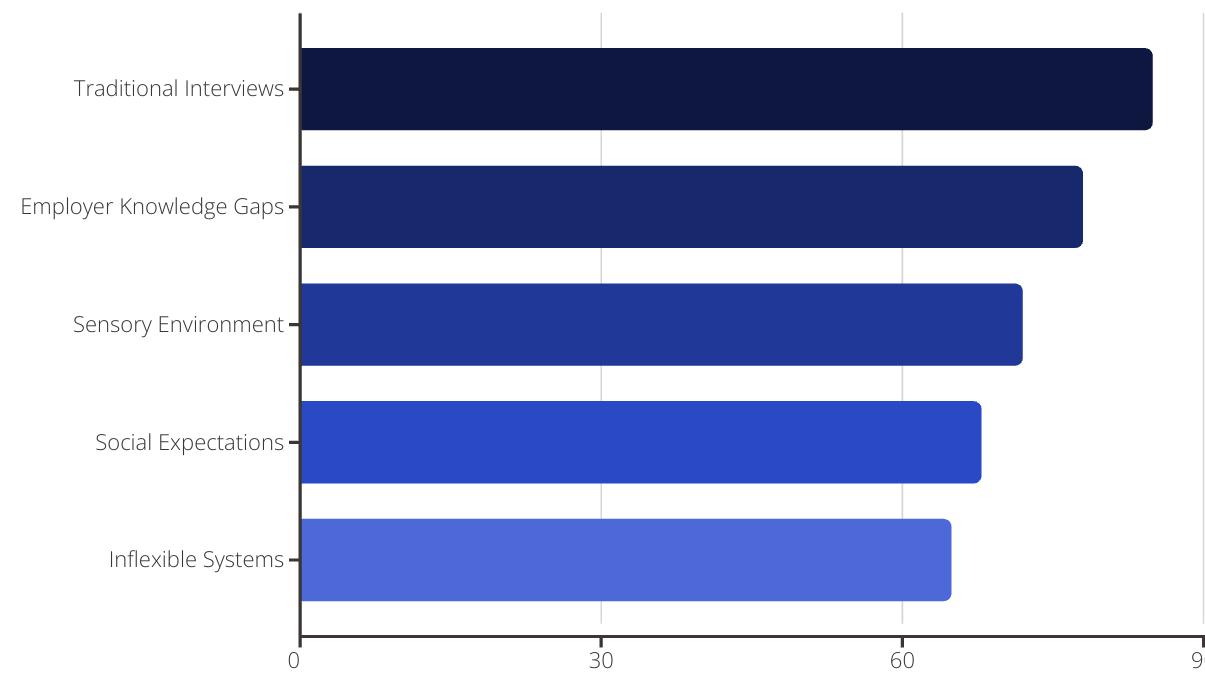 Traditional Interviews
Employer Knowledge Gaps
Sensory Environment
Social Expectations
Inflexible Systems
0 30 60